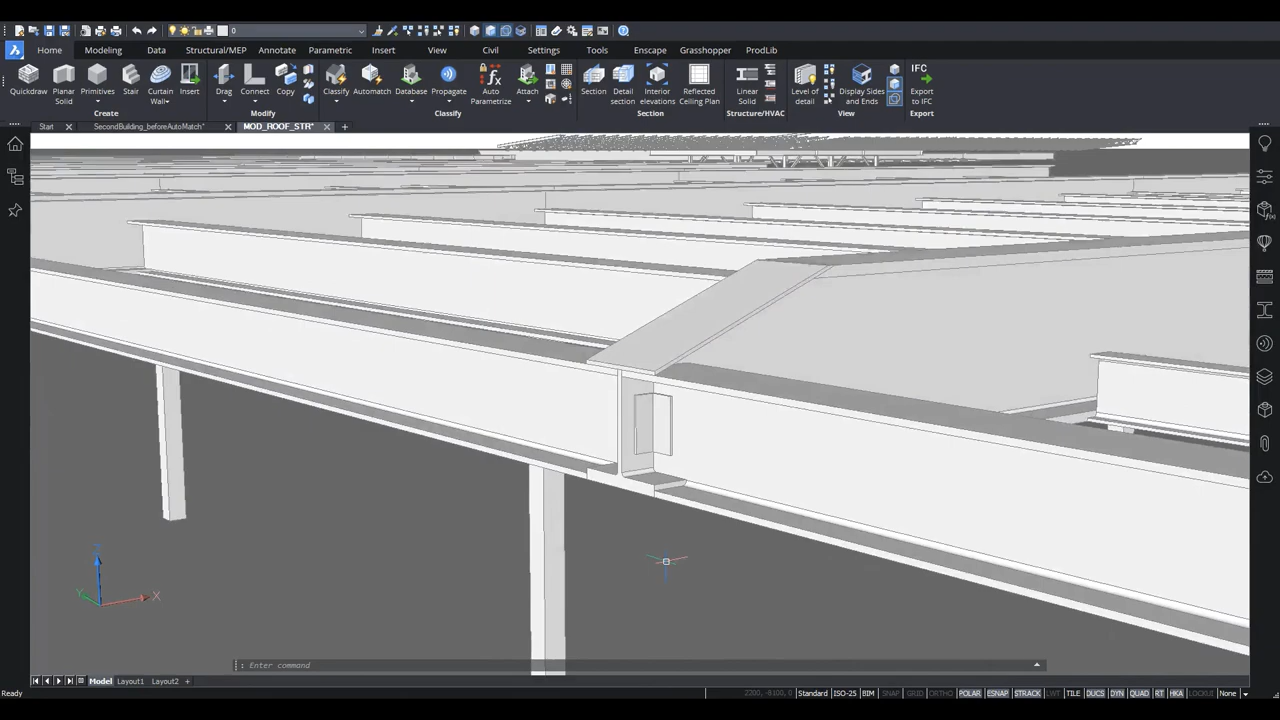 0
Home Modeling Data Structural/MEP Annotate Parametric Insert View Civil Settings Tools Enscape Grasshopper ProdLib
Quickdraw Planar Solid Primitives Stair Curtain Wall Insert Drag Connect Copy Classify Automatch Database Propagate Auto Parametrize Attach Section Detail section Interior elevations Reflected Ceiling Plan Linear Solid Level of detail Display Sides and Ends IFC Export to IFC
Create Modify Classify Section Structure/HVAC View Export
Start SecondBuilding_beforeAutoMatch* MOD_ROOF_STR*
Z
Y X
: Enter command
Model Layout1 Layout2 +
Ready 2200, -8100, 0 Standard ISO-25 BIM SNAP GRID ORTHO POLAR ESNAP STRACK LWT TILE DUCS DYN QUAD RT HKA LOCKUI None